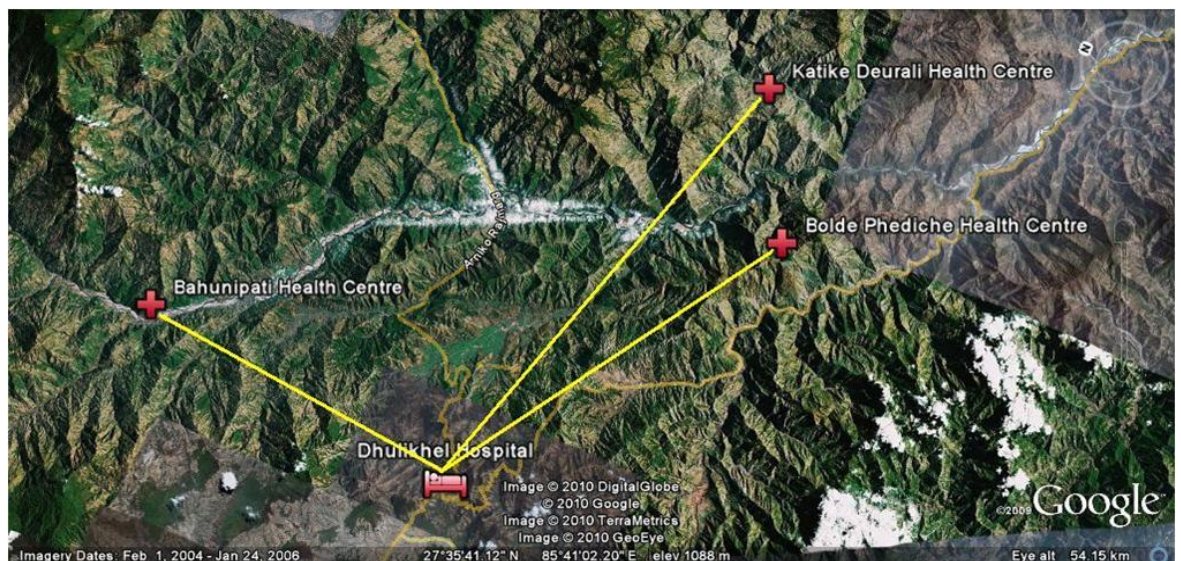 N
Katike Deurali Health Centre
Arniko Rajmarg
Bolde Phediche Health Centre
Bahunipati Health Centre
Dhulikhel Hospital
Image © 2010 DigitalGlobe
© 2010 Google
Image © 2010 TerraMetrics
Image © 2010 GeoEye
©2009 Google
Imagery Dates: Feb 1, 2004 - Jan 24, 2006 27°35'41.12" N 85°41'02.20" E elev 1088 m Eye alt 54.15 km